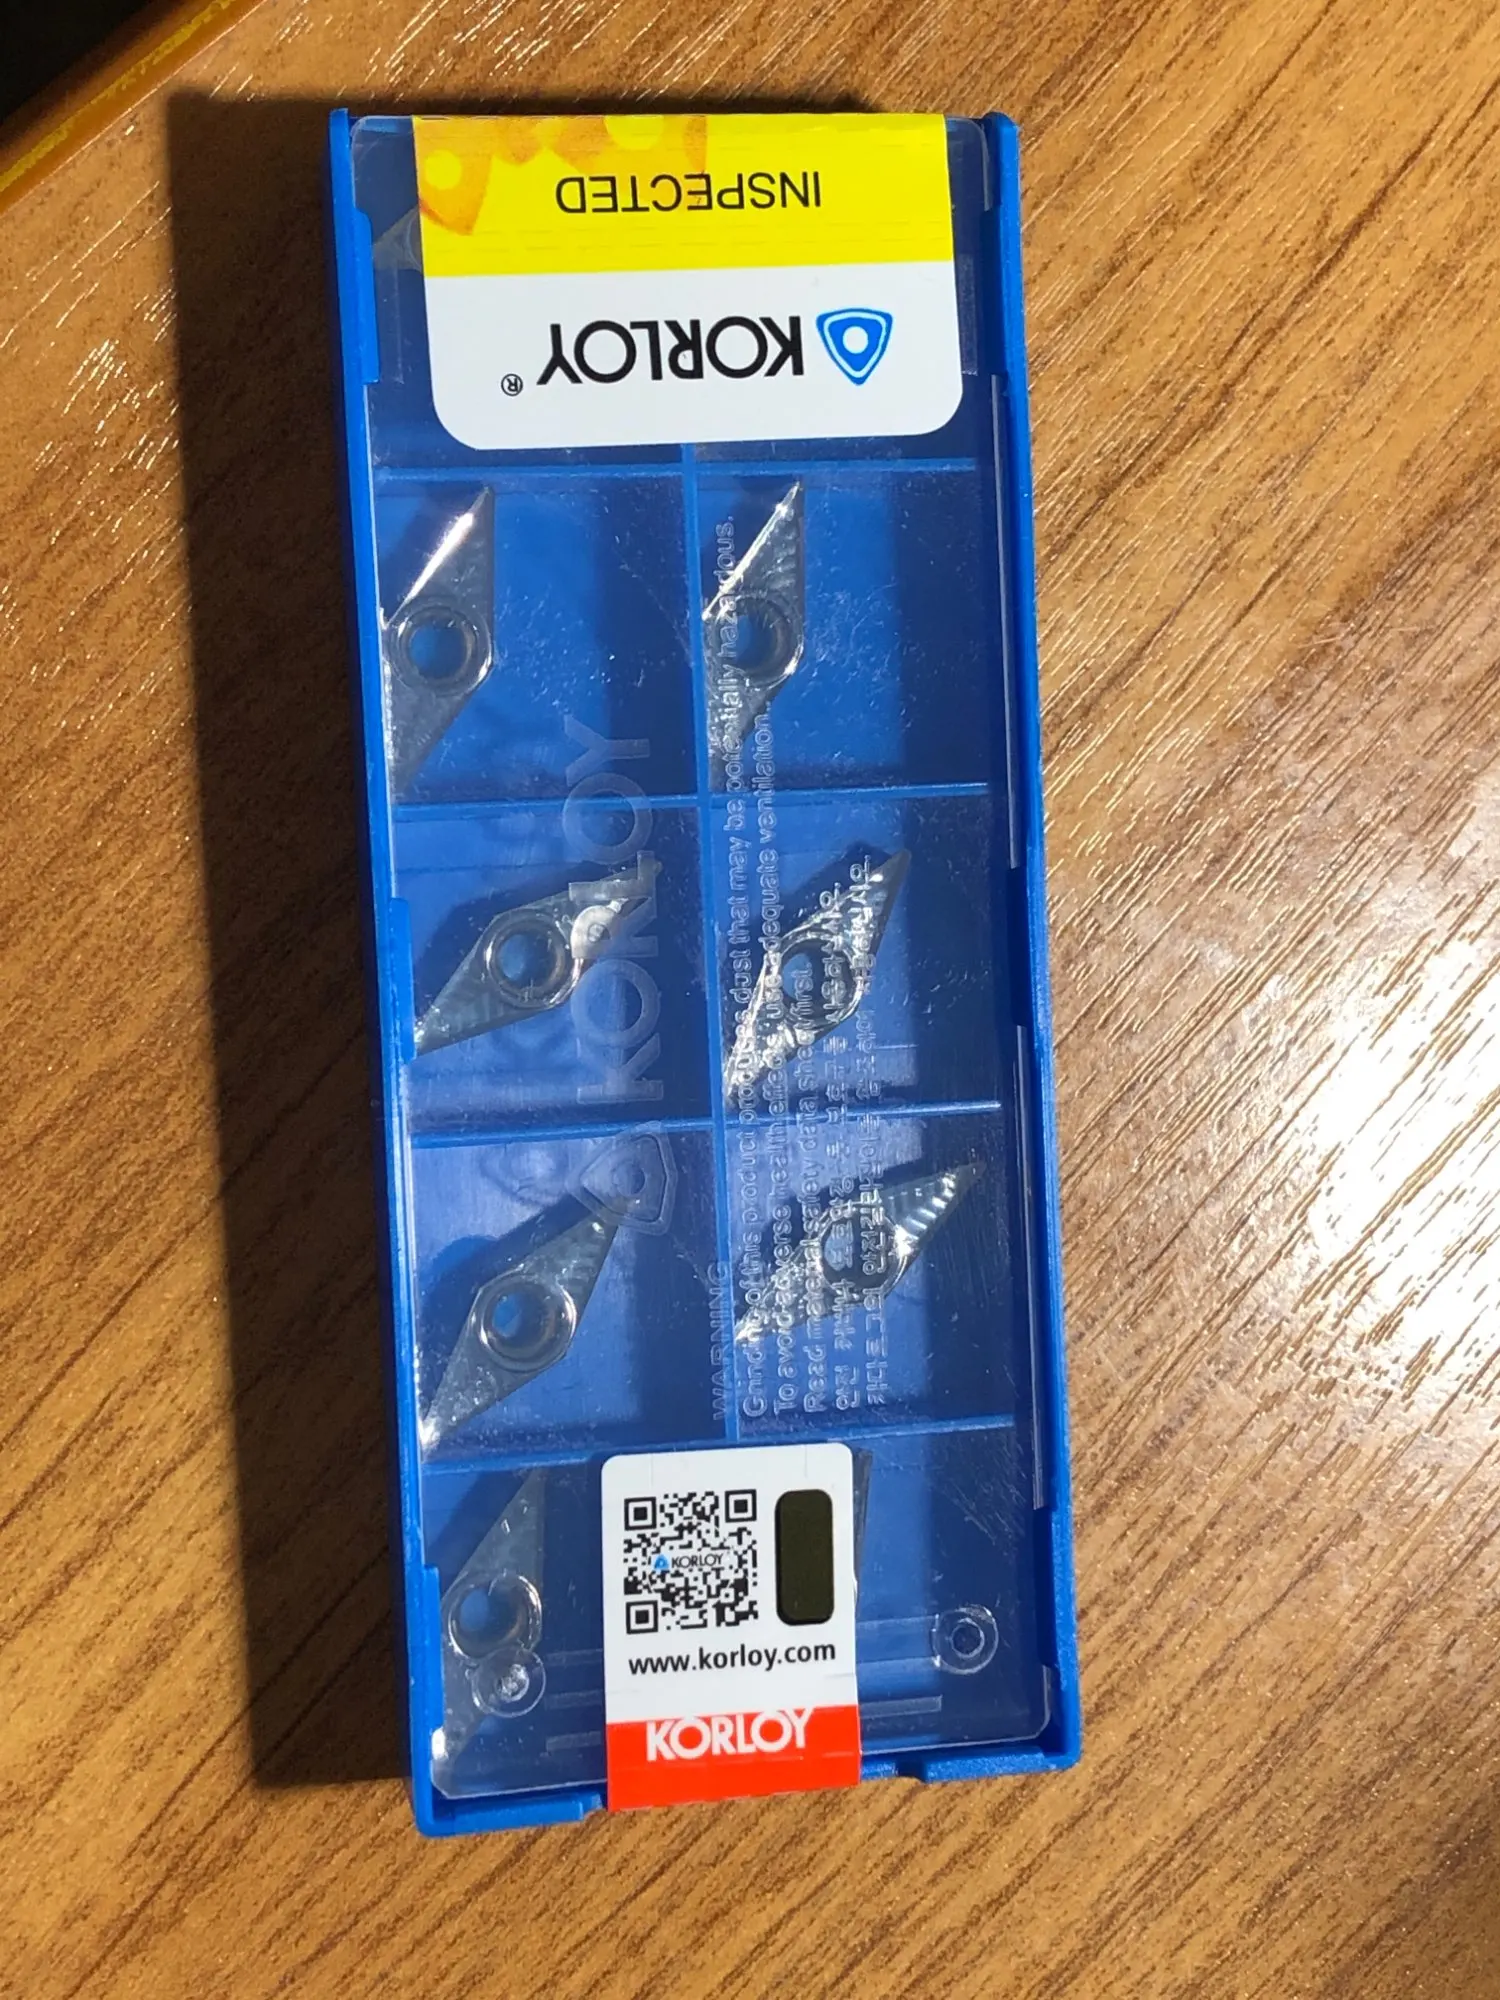 INSPECTED
KORLOY®
KORLOY
WARNING
Grinding of this product produces dust that may be potentially hazardous.
To avoid adverse health effects, use adequate ventilation.
Read material safety data sheet first.
KORLOY
www.korloy.com
KORLOY